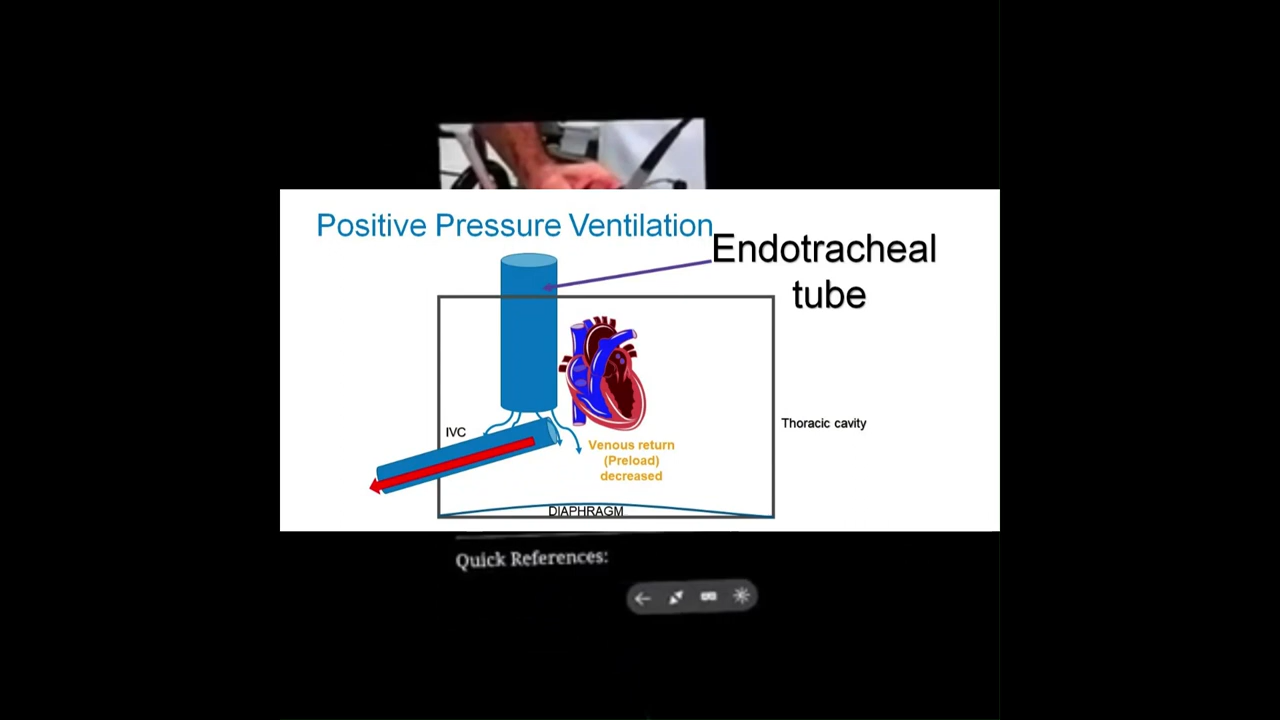 Positive Pressure Ventilation
Endotracheal
tube
IVC
Thoracic cavity
Venous return
(Preload)
decreased
DIAPHRAGM
Quick References: